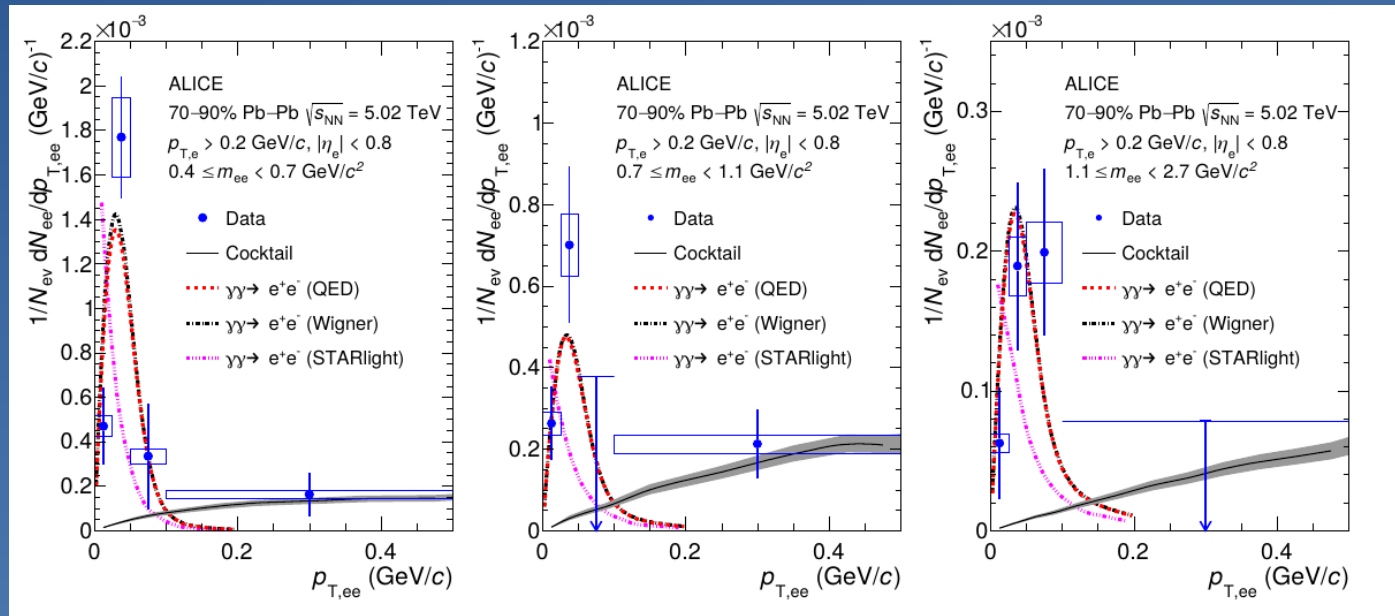 ×10⁻³
1/N_ev dN_ee/dp_T,ee (GeV/c)⁻¹
2.2
2
1.8
1.6
1.4
1.2
1
0.8
0.6
0.4
0.2
0
ALICE
70−90% Pb−Pb √s_NN = 5.02 TeV
p_T,e > 0.2 GeV/c, |η_e| < 0.8
0.4 ≤ m_ee < 0.7 GeV/c²
Data
Cocktail
γγ→ e⁺e⁻ (QED)
γγ→ e⁺e⁻ (Wigner)
γγ→ e⁺e⁻ (STARlight)
0 0.2 0.4
p_T,ee (GeV/c)
×10⁻³
1/N_ev dN_ee/dp_T,ee (GeV/c)⁻¹
1.2
1
0.8
0.6
0.4
0.2
0
ALICE
70−90% Pb−Pb √s_NN = 5.02 TeV
p_T,e > 0.2 GeV/c, |η_e| < 0.8
0.7 ≤ m_ee < 1.1 GeV/c²
Data
Cocktail
γγ→ e⁺e⁻ (QED)
γγ→ e⁺e⁻ (Wigner)
γγ→ e⁺e⁻ (STARlight)
0 0.2 0.4
p_T,ee (GeV/c)
×10⁻³
1/N_ev dN_ee/dp_T,ee (GeV/c)⁻¹
0.3
0.2
0.1
0
ALICE
70−90% Pb−Pb √s_NN = 5.02 TeV
p_T,e > 0.2 GeV/c, |η_e| < 0.8
1.1 ≤ m_ee < 2.7 GeV/c²
Data
Cocktail
γγ→ e⁺e⁻ (QED)
γγ→ e⁺e⁻ (Wigner)
γγ→ e⁺e⁻ (STARlight)
0 0.2 0.4
p_T,ee (GeV/c)